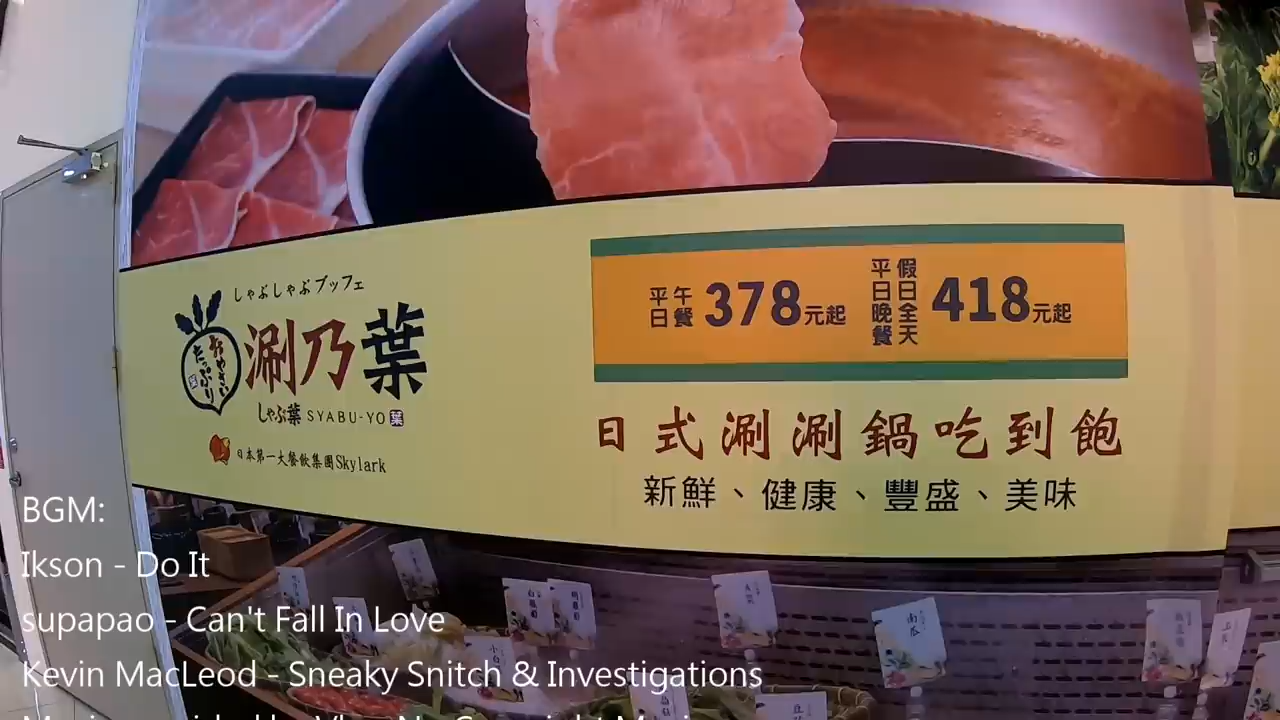 しゃぶしゃぶブッフェ
涮乃葉
しゃぶ葉 SYABU-YO 葉
日本第一大餐飲集團Skylark
平日午餐 378元起
平日晚餐 假日全天 418元起
日式涮涮鍋吃到飽
新鮮、健康、豐盛、美味
南瓜
BGM:
Ikson - Do It
supapao - Can't Fall In Love
Kevin MacLeod - Sneaky Snitch & Investigations